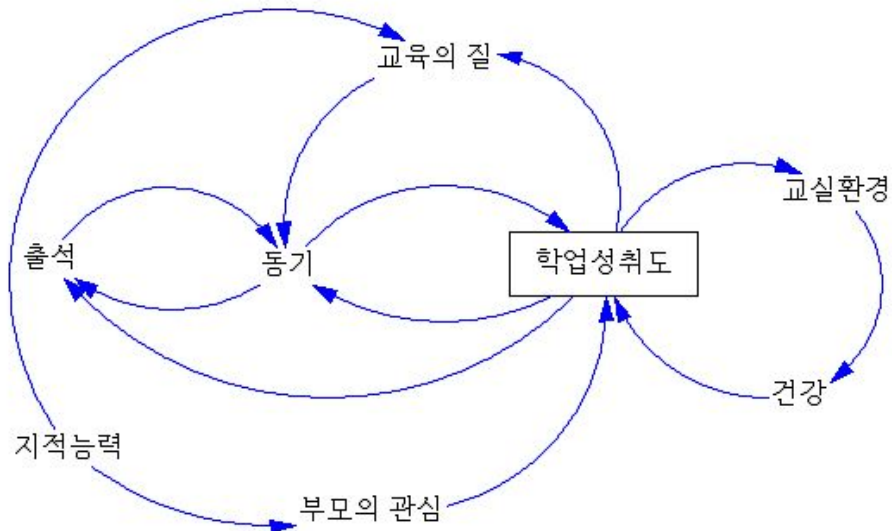 교육의 질
교실환경
출석
동기
학업성취도
건강
지적능력
부모의 관심